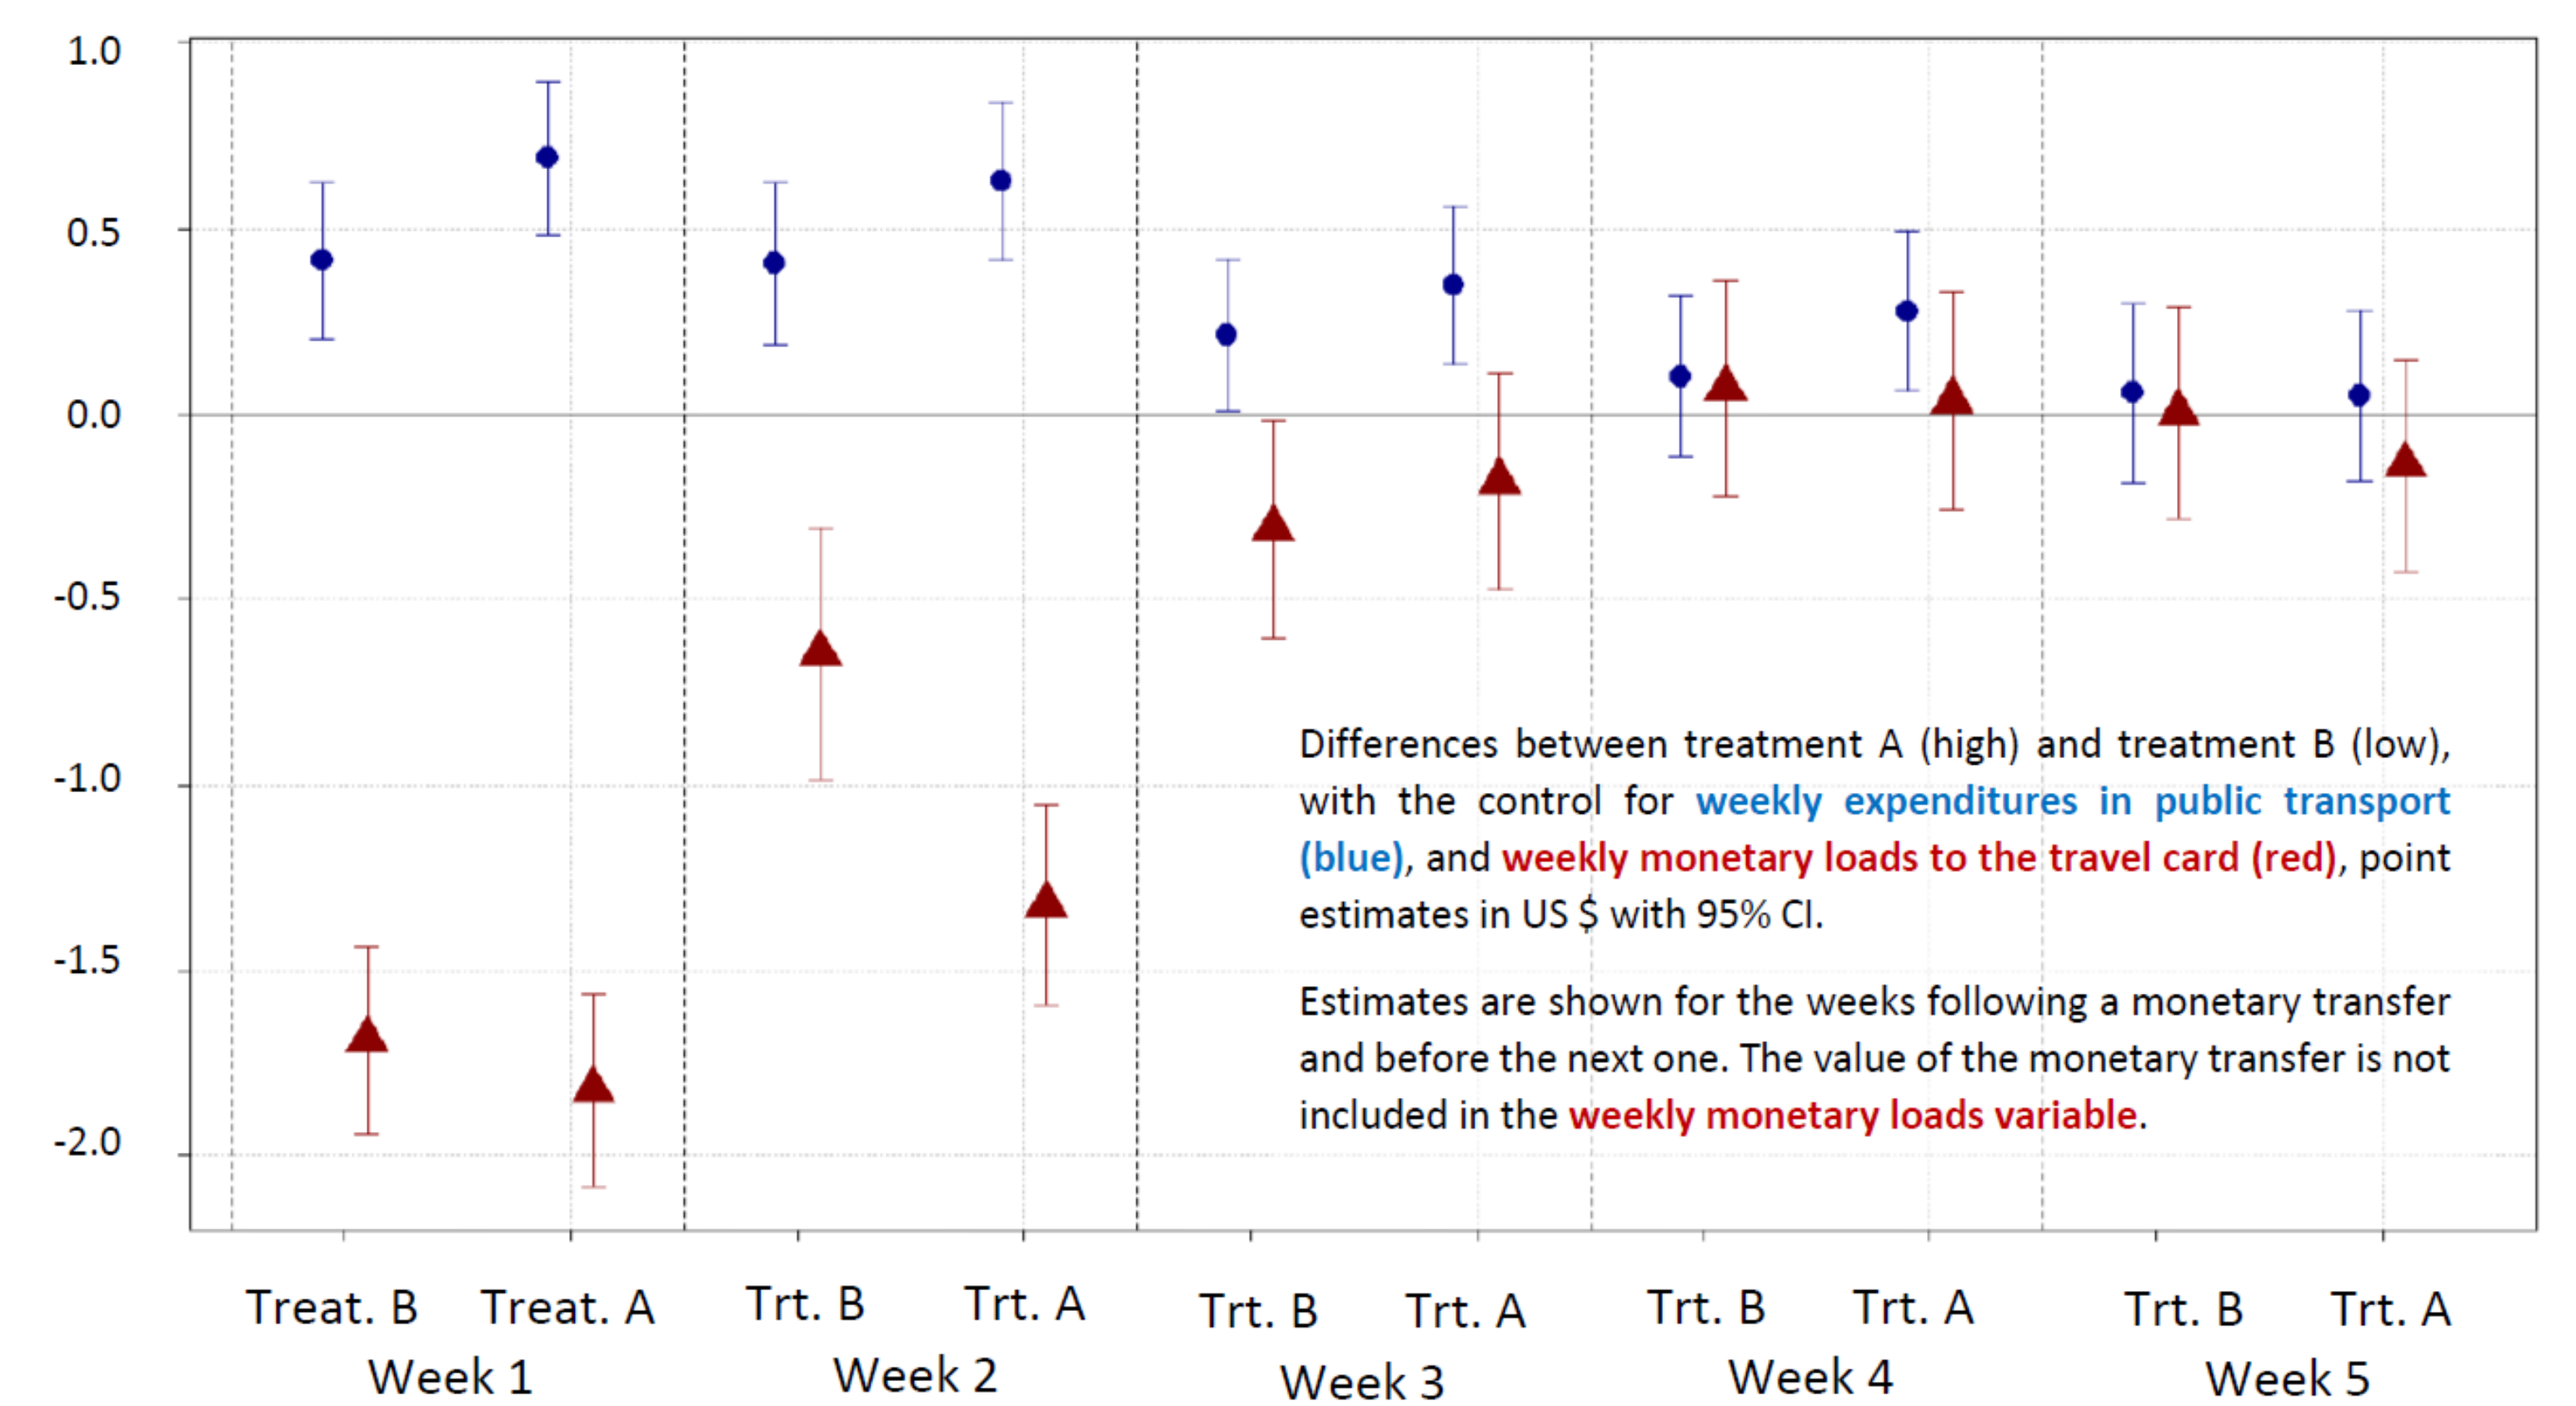 1.0
0.5
0.0
-0.5
-1.0
-1.5
-2.0
Differences between treatment A (high) and treatment B (low),
with the control for weekly expenditures in public transport
(blue), and weekly monetary loads to the travel card (red), point
estimates in US $ with 95% CI.
Estimates are shown for the weeks following a monetary transfer
and before the next one. The value of the monetary transfer is not
included in the weekly monetary loads variable.
Treat. B Treat. A Trt. B Trt. A Trt. B Trt. A Trt. B Trt. A Trt. B Trt. A
Week 1 Week 2 Week 3 Week 4 Week 5